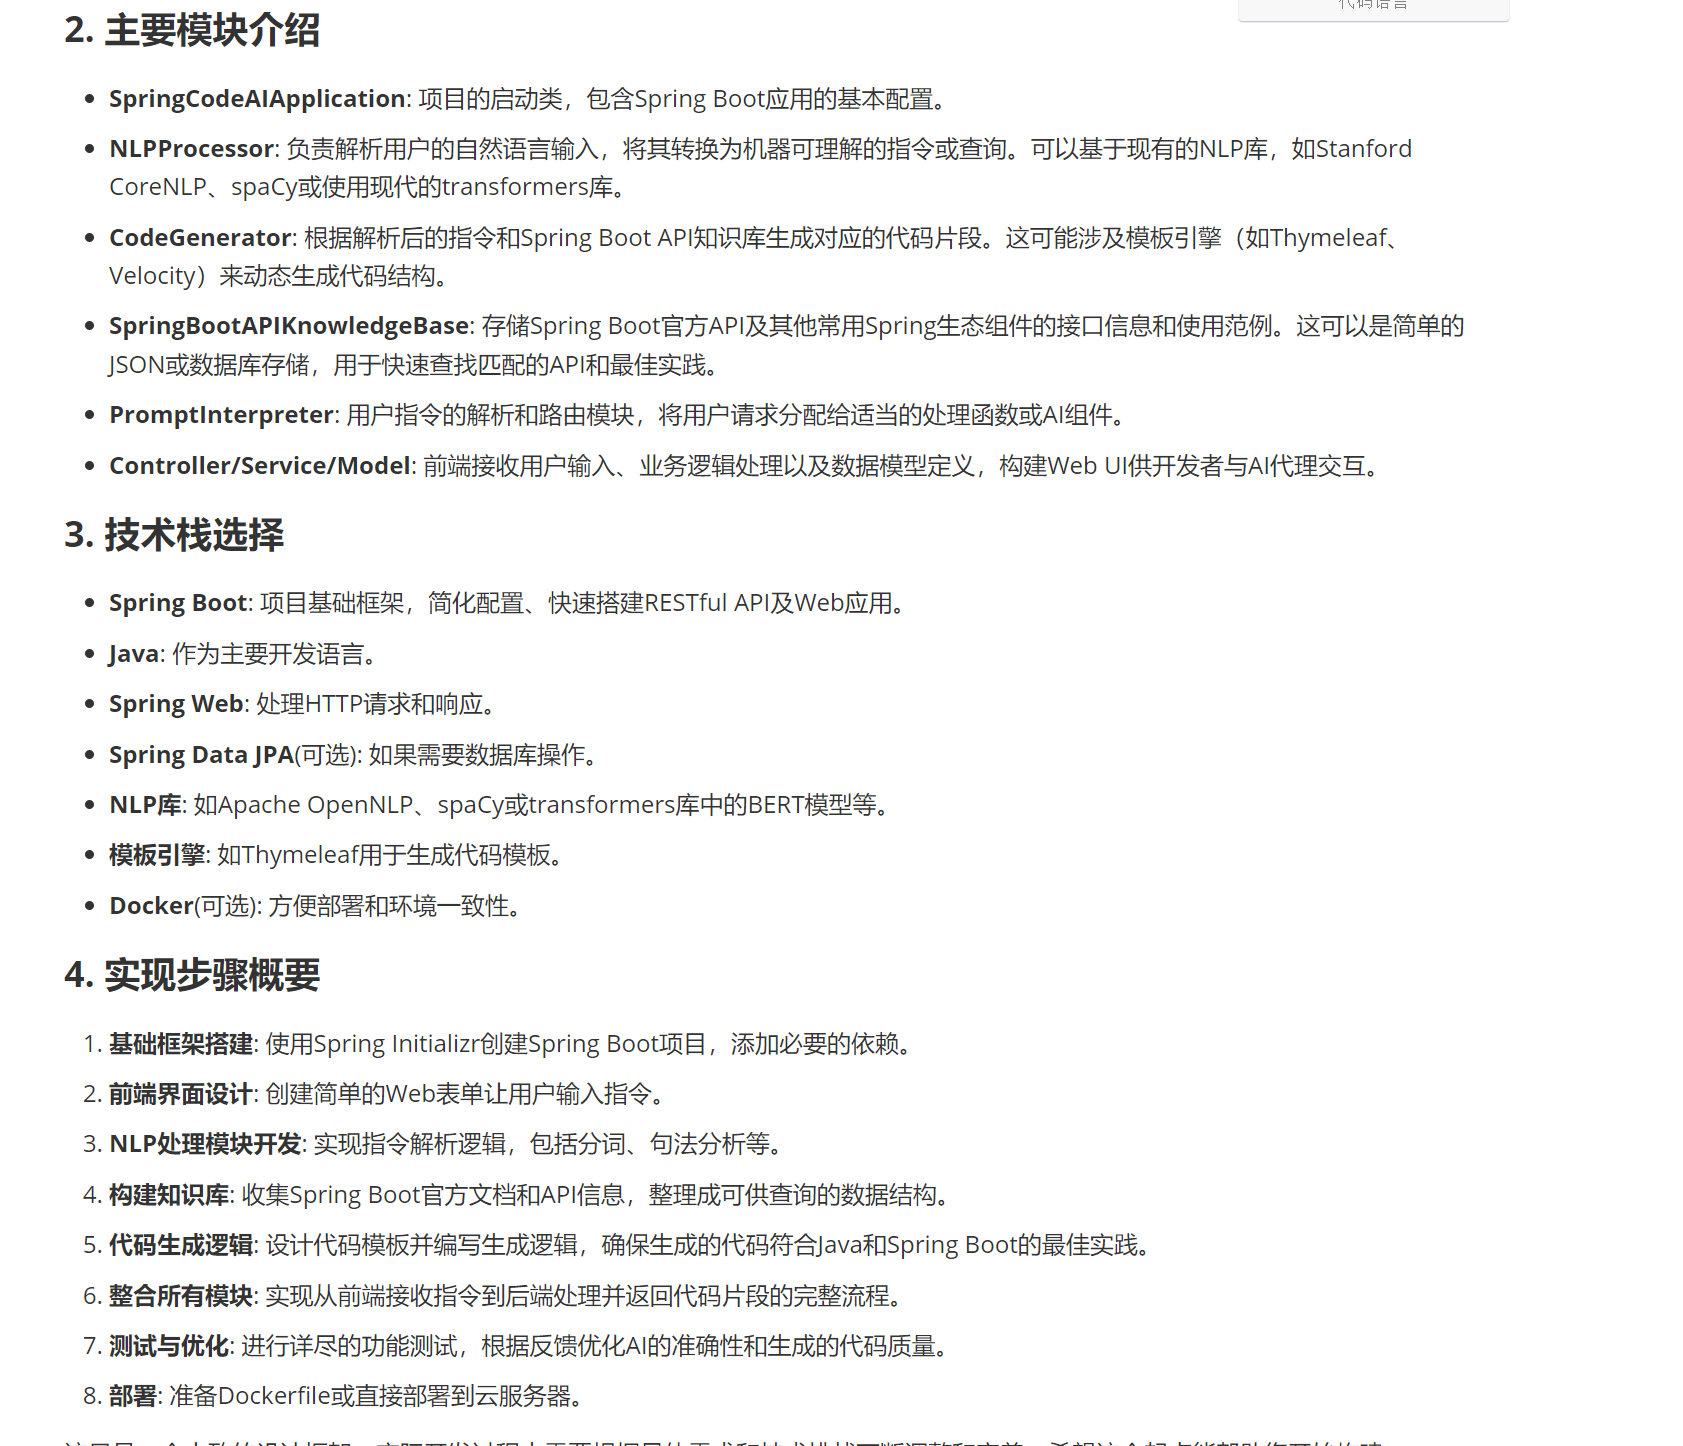 代码语言
2. 主要模块介绍
• SpringCodeAIApplication: 项目的启动类，包含Spring Boot应用的基本配置。
• NLPProcessor: 负责解析用户的自然语言输入，将其转换为机器可理解的指令或查询。可以基于现有的NLP库，如Stanford
CoreNLP、spaCy或使用现代的transformers库。
• CodeGenerator: 根据解析后的指令和Spring Boot API知识库生成对应的代码片段。这可能涉及模板引擎（如Thymeleaf、
Velocity）来动态生成代码结构。
• SpringBootAPIKnowledgeBase: 存储Spring Boot官方API及其他常用Spring生态组件的接口信息和使用范例。这可以是简单的
JSON或数据库存储，用于快速查找匹配的API和最佳实践。
• PromptInterpreter: 用户指令的解析和路由模块，将用户请求分配给适当的处理函数或AI组件。
• Controller/Service/Model: 前端接收用户输入、业务逻辑处理以及数据模型定义，构建Web UI供开发者与AI代理交互。
3. 技术栈选择
• Spring Boot: 项目基础框架，简化配置、快速搭建RESTful API及Web应用。
• Java: 作为主要开发语言。
• Spring Web: 处理HTTP请求和响应。
• Spring Data JPA(可选): 如果需要数据库操作。
• NLP库: 如Apache OpenNLP、spaCy或transformers库中的BERT模型等。
• 模板引擎: 如Thymeleaf用于生成代码模板。
• Docker(可选): 方便部署和环境一致性。
4. 实现步骤概要
1. 基础框架搭建: 使用Spring Initializr创建Spring Boot项目，添加必要的依赖。
2. 前端界面设计: 创建简单的Web表单让用户输入指令。
3. NLP处理模块开发: 实现指令解析逻辑，包括分词、句法分析等。
4. 构建知识库: 收集Spring Boot官方文档和API信息，整理成可供查询的数据结构。
5. 代码生成逻辑: 设计代码模板并编写生成逻辑，确保生成的代码符合Java和Spring Boot的最佳实践。
6. 整合所有模块: 实现从前端接收指令到后端处理并返回代码片段的完整流程。
7. 测试与优化: 进行详尽的功能测试，根据反馈优化AI的准确性和生成的代码质量。
8. 部署: 准备Dockerfile或直接部署到云服务器。